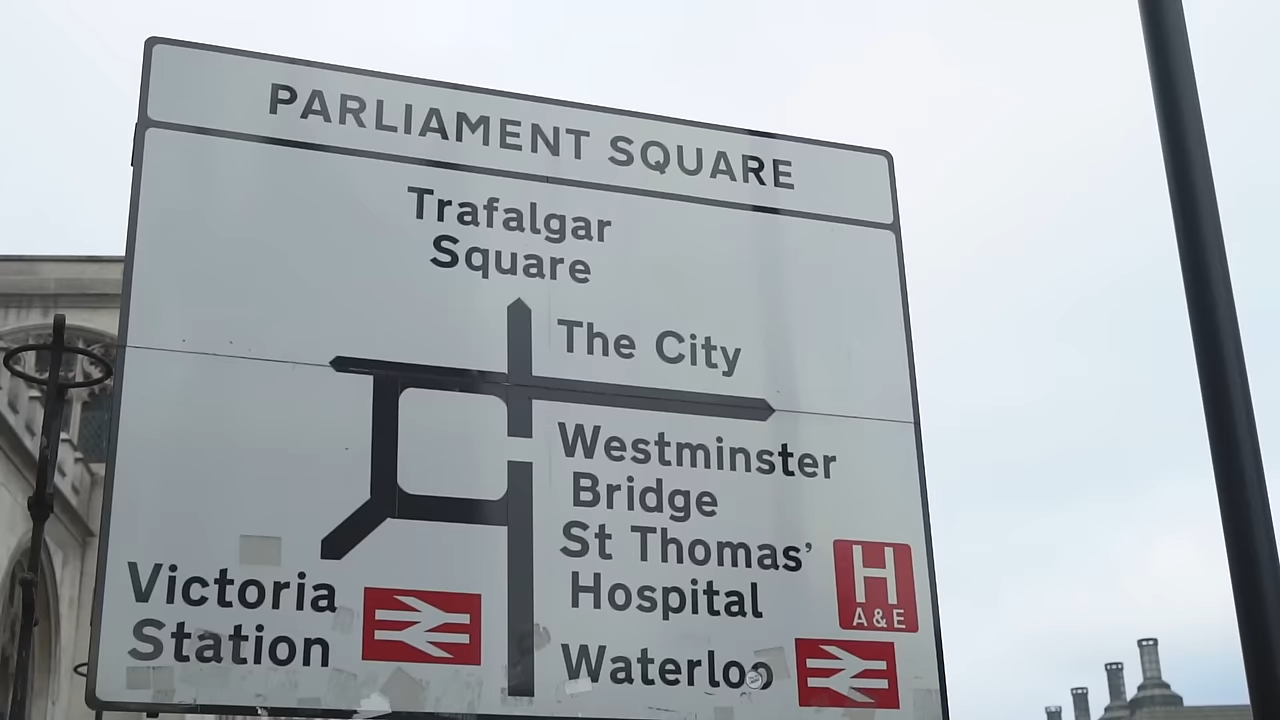 PARLIAMENT SQUARE
Trafalgar
Square
The City
Westminster
Bridge
St Thomas'
Hospital
H
A & E
Waterloo
Victoria
Station